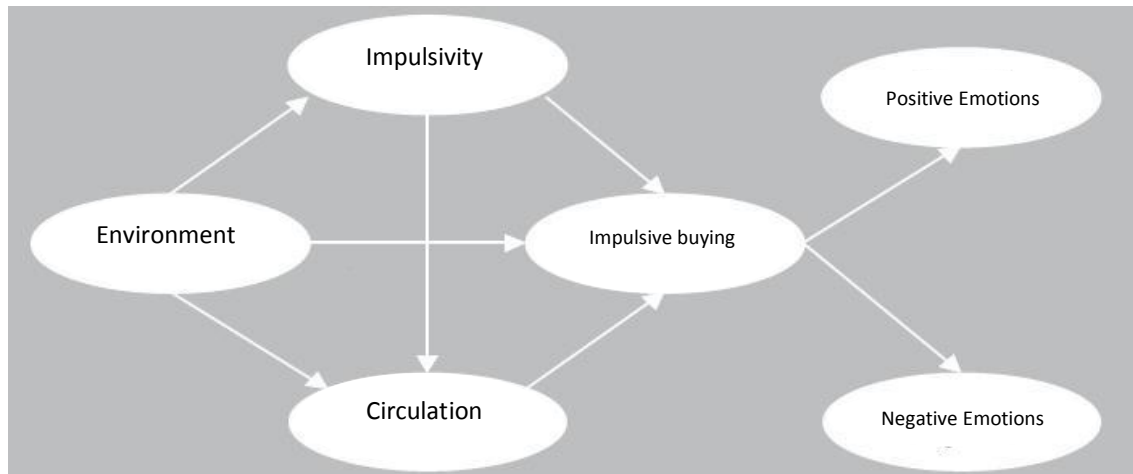 Impulsivity
Positive Emotions
Environment
Impulsive buying
Circulation
Negative Emotions